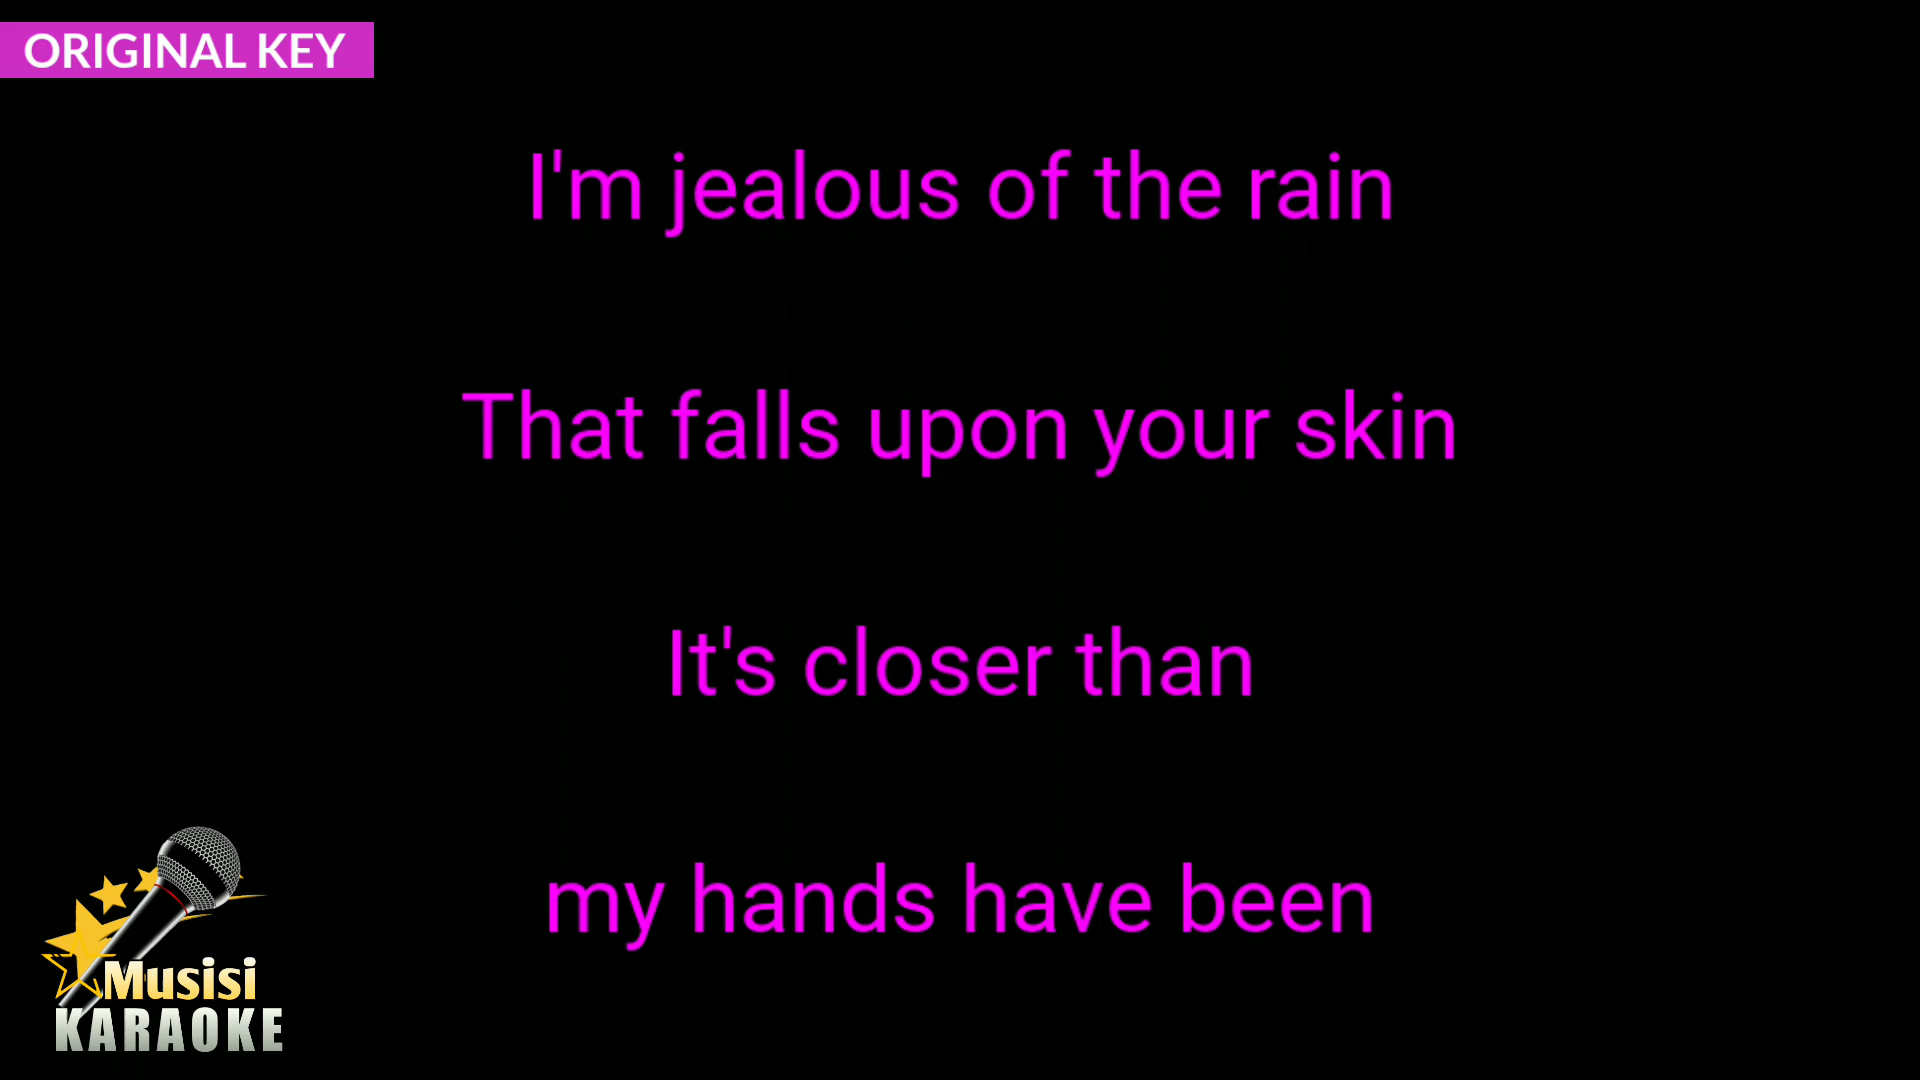 ORIGINAL KEY
I'm jealous of the rain
That falls upon your skin
It's closer than
my hands have been
Musisi
KARAOKE